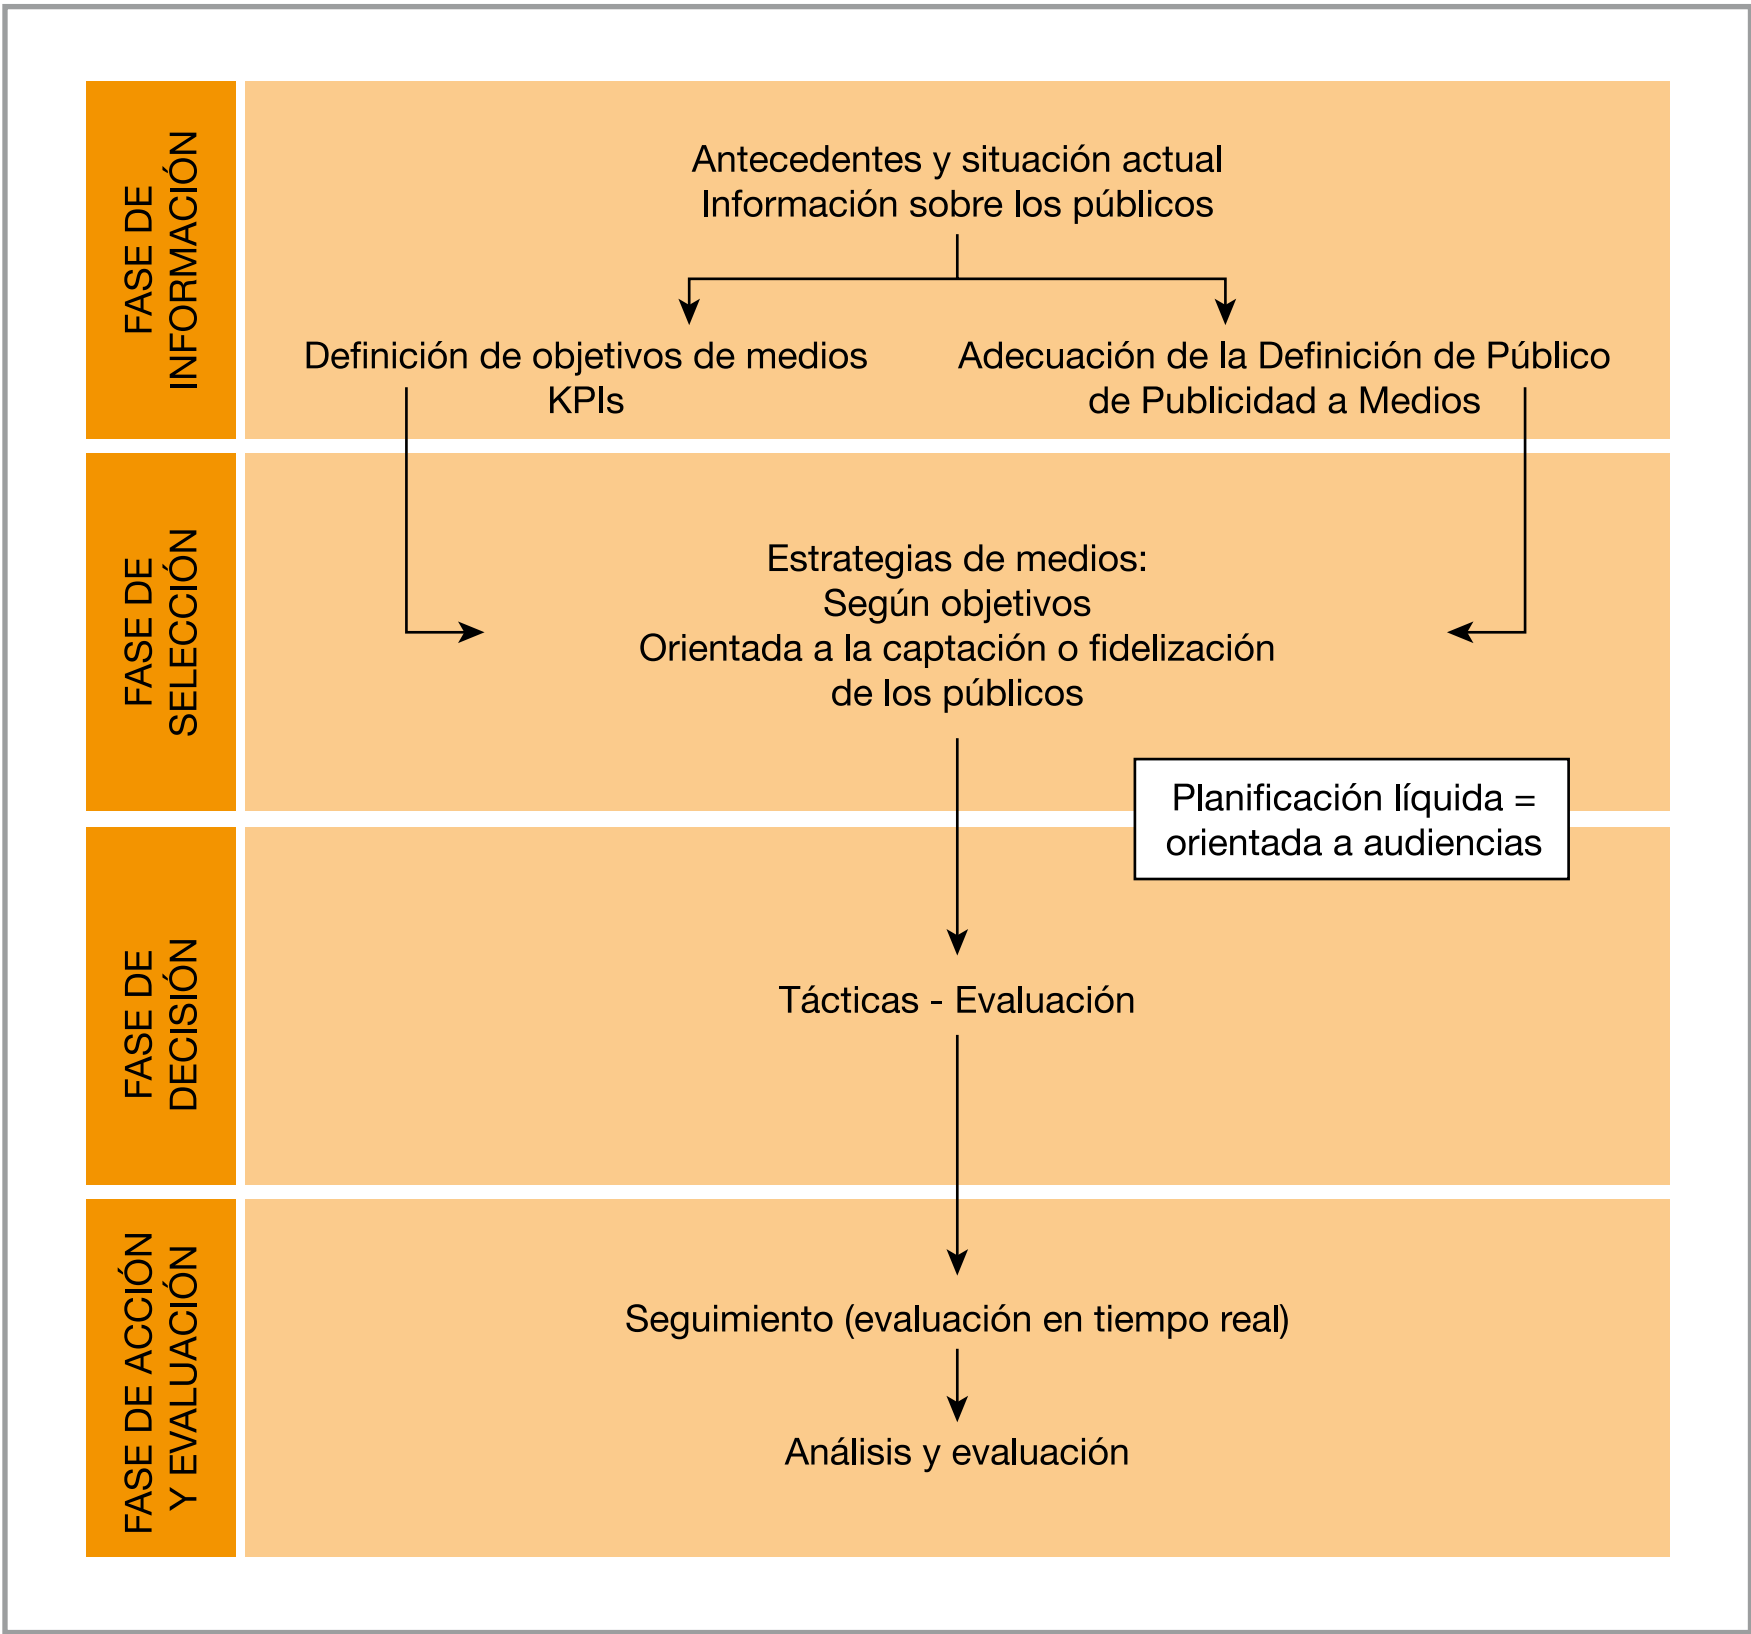 FASE DE
INFORMACIÓN
Antecedentes y situación actual
Información sobre los públicos
Definición de objetivos de medios
KPIs
Adecuación de la Definición de Público
de Publicidad a Medios
FASE DE
SELECCIÓN
Estrategias de medios:
Según objetivos
Orientada a la captación o fidelización
de los públicos
Planificación líquida =
orientada a audiencias
FASE DE
DECISIÓN
Tácticas - Evaluación
FASE DE ACCIÓN
Y EVALUACIÓN
Seguimiento (evaluación en tiempo real)
Análisis y evaluación